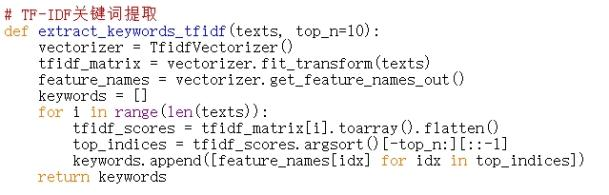 # TF-IDF关键词提取
def extract_keywords_tfidf(texts, top_n=10):
    vectorizer = TfidfVectorizer()
    tfidf_matrix = vectorizer.fit_transform(texts)
    feature_names = vectorizer.get_feature_names_out()
    keywords = []
    for i in range(len(texts)):
        tfidf_scores = tfidf_matrix[i].toarray().flatten()
        top_indices = tfidf_scores.argsort()[-top_n:][::-1]
        keywords.append([feature_names[idx] for idx in top_indices])
    return keywords